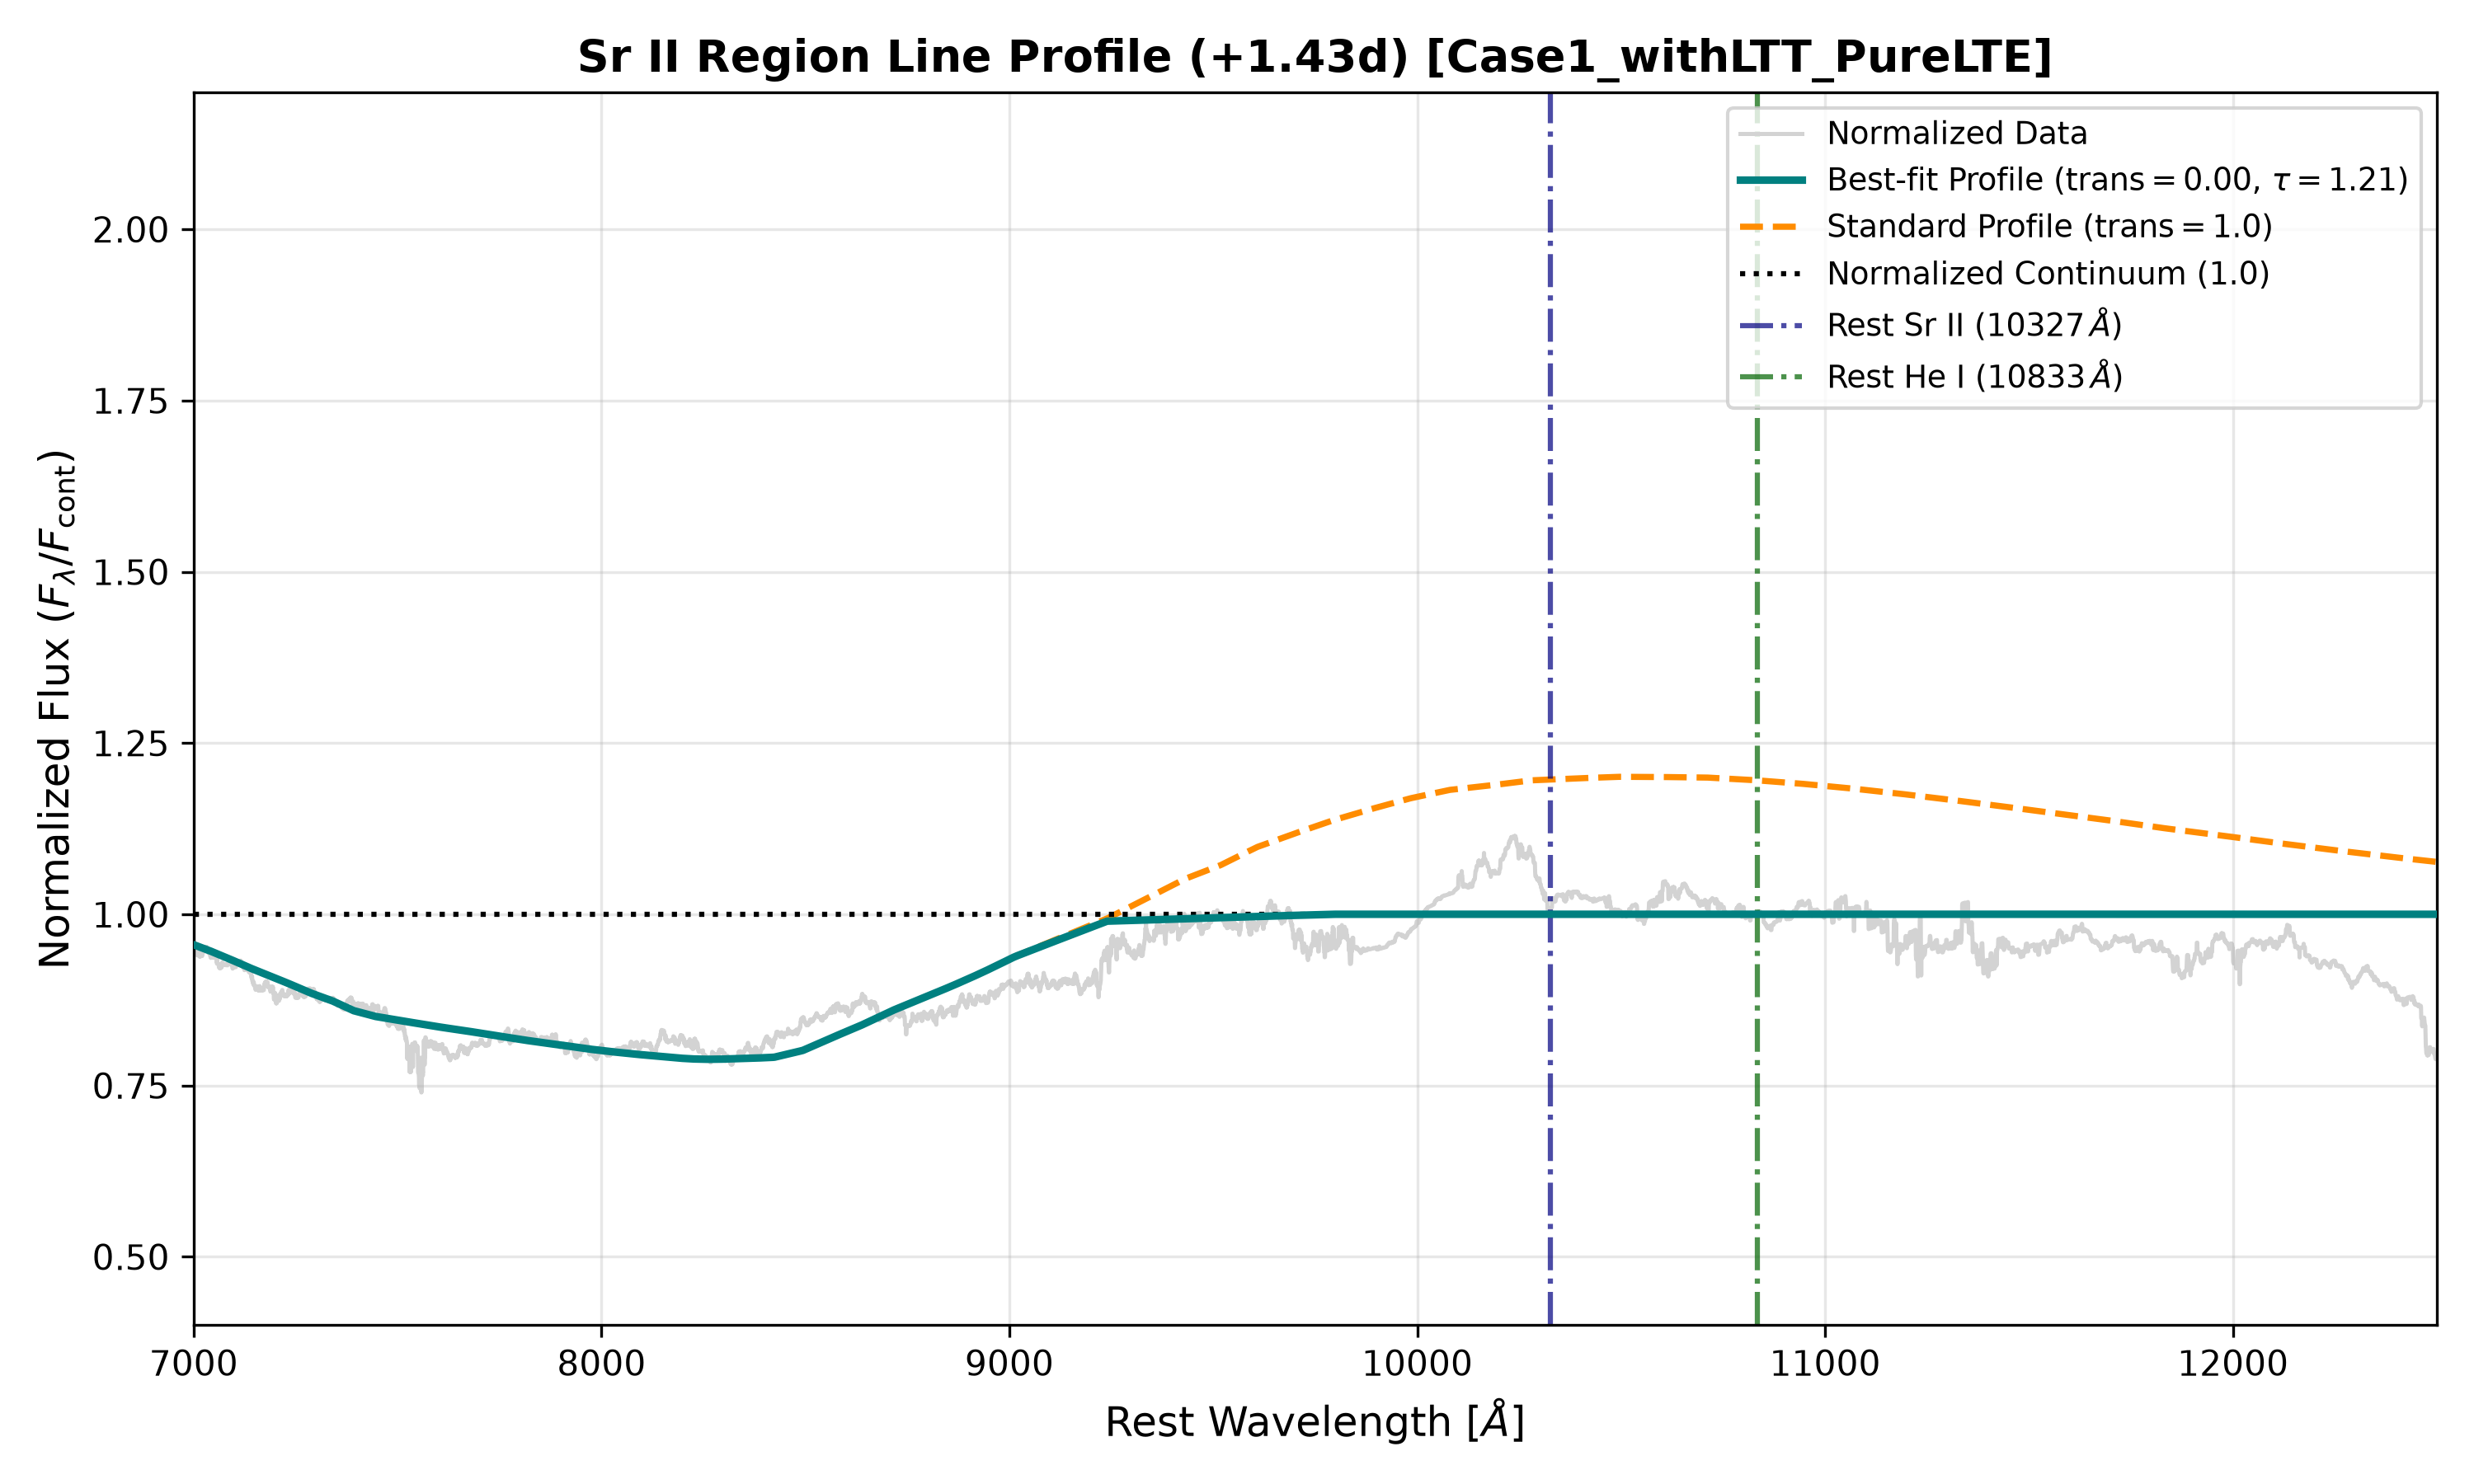 Sr II Region Line Profile (+1.43d) [Case1_withLTT_PureLTE]
Normalized Data
Best-fit Profile (trans = 0.00, τ = 1.21)
Standard Profile (trans = 1.0)
Normalized Continuum (1.0)
Rest Sr II (10327 Å)
Rest He I (10833 Å)
Normalized Flux (Fλ/Fcont)
2.00
1.75
1.50
1.25
1.00
0.75
0.50
7000 8000 9000 10000 11000 12000
Rest Wavelength [Å]